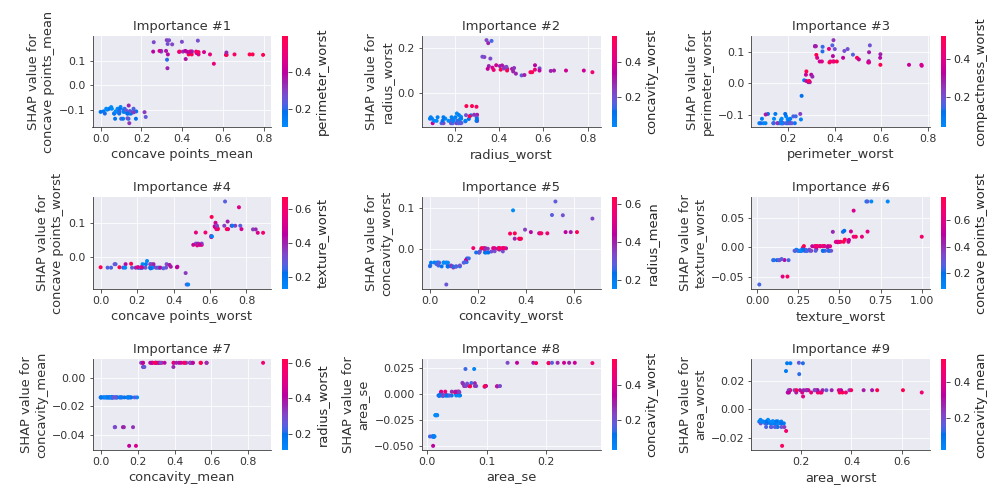 Importance #1
SHAP value for
concave points_mean
0.1
0.0
−0.1
0.0
0.2
0.4
0.6
0.8
concave points_mean
0.4
0.2
perimeter_worst
Importance #2
SHAP value for
radius_worst
0.2
0.0
0.2
0.4
0.6
0.8
radius_worst
0.4
0.2
concavity_worst
Importance #3
SHAP value for
perimeter_worst
0.1
0.0
−0.1
0.0
0.2
0.4
0.6
0.8
perimeter_worst
0.4
0.2
compactness_worst
Importance #4
SHAP value for
concave points_worst
0.1
0.0
0.0
0.2
0.4
0.6
0.8
concave points_worst
0.6
0.4
0.2
texture_worst
Importance #5
SHAP value for
concavity_worst
0.1
0.0
0.0
0.2
0.4
0.6
concavity_worst
0.6
0.4
0.2
radius_mean
Importance #6
SHAP value for
texture_worst
0.05
0.00
−0.05
0.00
0.25
0.50
0.75
1.00
texture_worst
0.6
0.4
0.2
concave points_worst
Importance #7
SHAP value for
concavity_mean
0.00
−0.02
−0.04
0.0
0.2
0.4
0.6
0.8
concavity_mean
0.6
0.4
0.2
radius_worst
Importance #8
SHAP value for
area_se
0.025
0.000
−0.025
−0.050
0.0
0.1
0.2
area_se
0.4
0.2
concavity_worst
Importance #9
SHAP value for
area_worst
0.02
0.00
−0.02
0.2
0.4
0.6
area_worst
0.4
0.2
concavity_mean